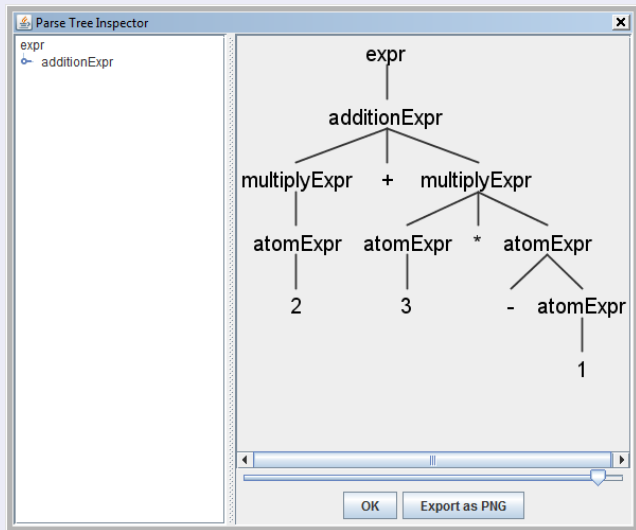 Parse Tree Inspector
expr
additionExpr
expr
additionExpr
multiplyExpr + multiplyExpr
atomExpr atomExpr * atomExpr
2 3 - atomExpr
1
OK Export as PNG